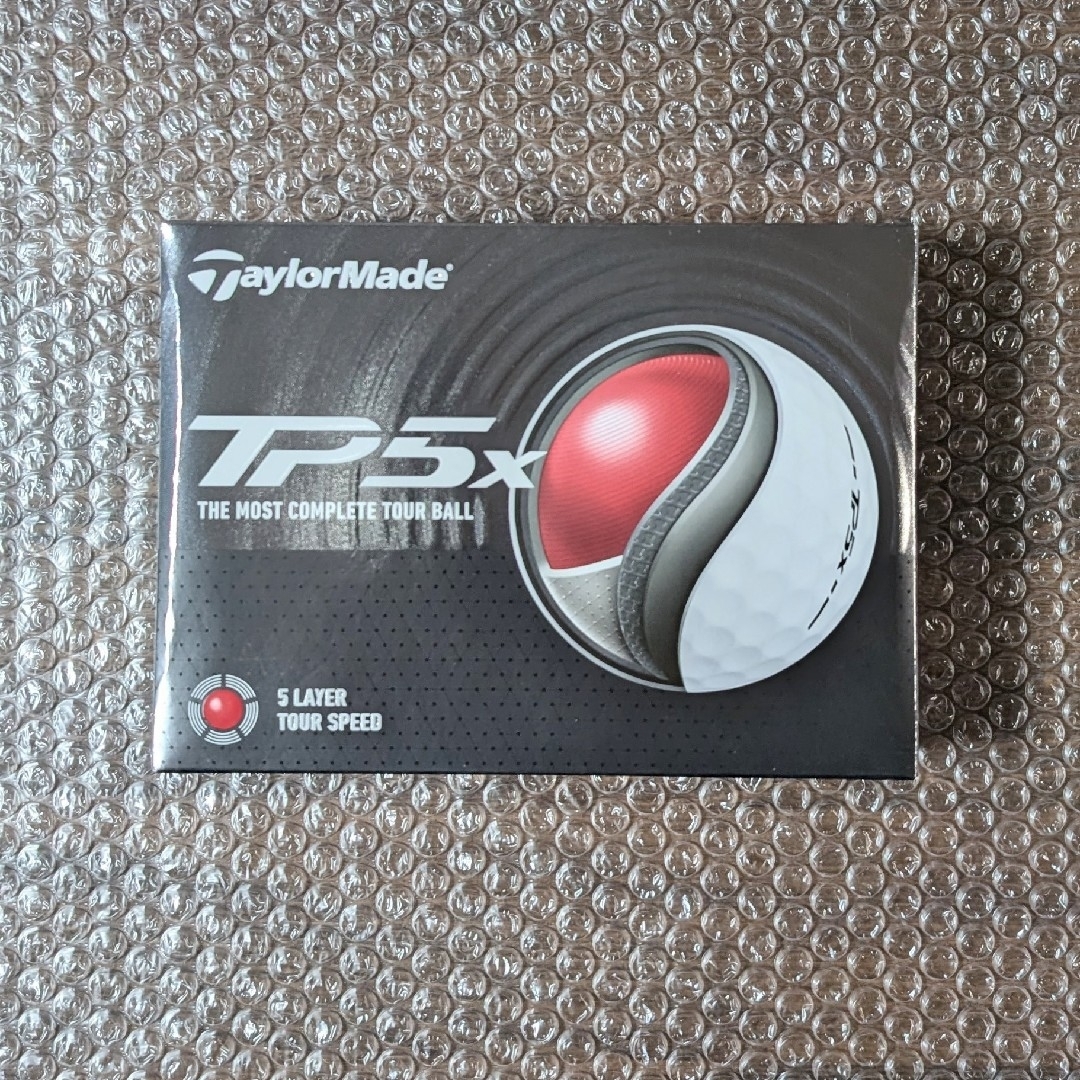 TaylorMade®
TP5x
THE MOST COMPLETE TOUR BALL
TP5x
5 LAYER
TOUR SPEED